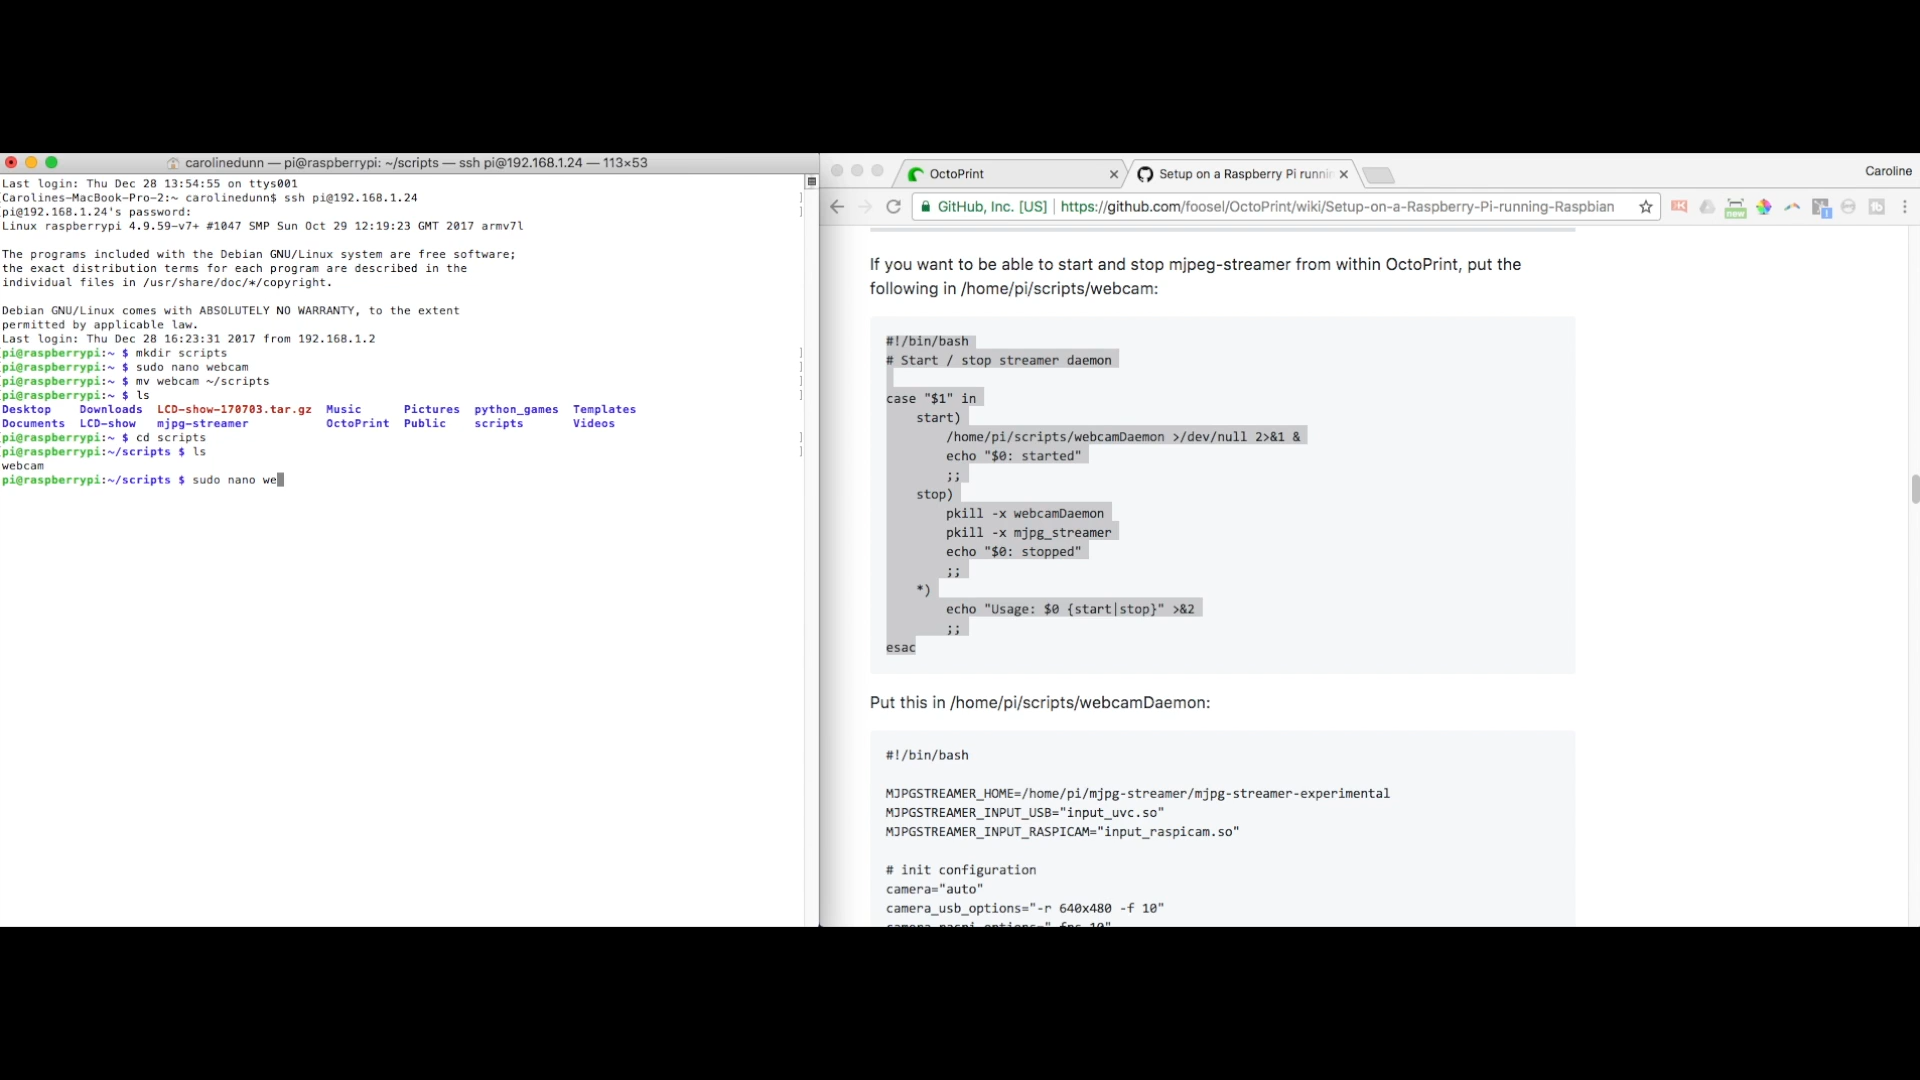 carolinedunn — pi@raspberrypi: ~/scripts — ssh pi@192.168.1.24 — 113×53
Last login: Thu Dec 28 13:54:55 on ttys001
[Carolines-MacBook-Pro-2:~ carolinedunn$ ssh pi@192.168.1.24 ]
[pi@192.168.1.24's password: ]
Linux raspberrypi 4.9.59-v7+ #1047 SMP Sun Oct 29 12:19:23 GMT 2017 armv7l
The programs included with the Debian GNU/Linux system are free software;
the exact distribution terms for each program are described in the
individual files in /usr/share/doc/*/copyright.
Debian GNU/Linux comes with ABSOLUTELY NO WARRANTY, to the extent
permitted by applicable law.
Last login: Thu Dec 28 16:23:31 2017 from 192.168.1.2
[pi@raspberrypi:~ $ mkdir scripts ]
[pi@raspberrypi:~ $ sudo nano webcam ]
[pi@raspberrypi:~ $ mv webcam ~/scripts ]
[pi@raspberrypi:~ $ ls ]
Desktop Downloads LCD-show-170703.tar.gz Music Pictures python_games Templates
Documents LCD-show mjpg-streamer OctoPrint Public scripts Videos
[pi@raspberrypi:~ $ cd scripts ]
[pi@raspberrypi:~/scripts $ ls ]
webcam
pi@raspberrypi:~/scripts $ sudo nano we
OctoPrint
Setup on a Raspberry Pi runnin
Caroline
GitHub, Inc. [US] | https://github.com/foosel/OctoPrint/wiki/Setup-on-a-Raspberry-Pi-running-Raspbian
new
If you want to be able to start and stop mjpeg-streamer from within OctoPrint, put the
following in /home/pi/scripts/webcam:
#!/bin/bash
# Start / stop streamer daemon
case "$1" in
start)
/home/pi/scripts/webcamDaemon >/dev/null 2>&1 &
echo "$0: started"
;;
stop)
pkill -x webcamDaemon
pkill -x mjpg_streamer
echo "$0: stopped"
;;
*)
echo "Usage: $0 {start|stop}" >&2
;;
esac
Put this in /home/pi/scripts/webcamDaemon:
#!/bin/bash
MJPGSTREAMER_HOME=/home/pi/mjpg-streamer/mjpg-streamer-experimental
MJPGSTREAMER_INPUT_USB="input_uvc.so"
MJPGSTREAMER_INPUT_RASPICAM="input_raspicam.so"
# init configuration
camera="auto"
camera_usb_options="-r 640x480 -f 10"